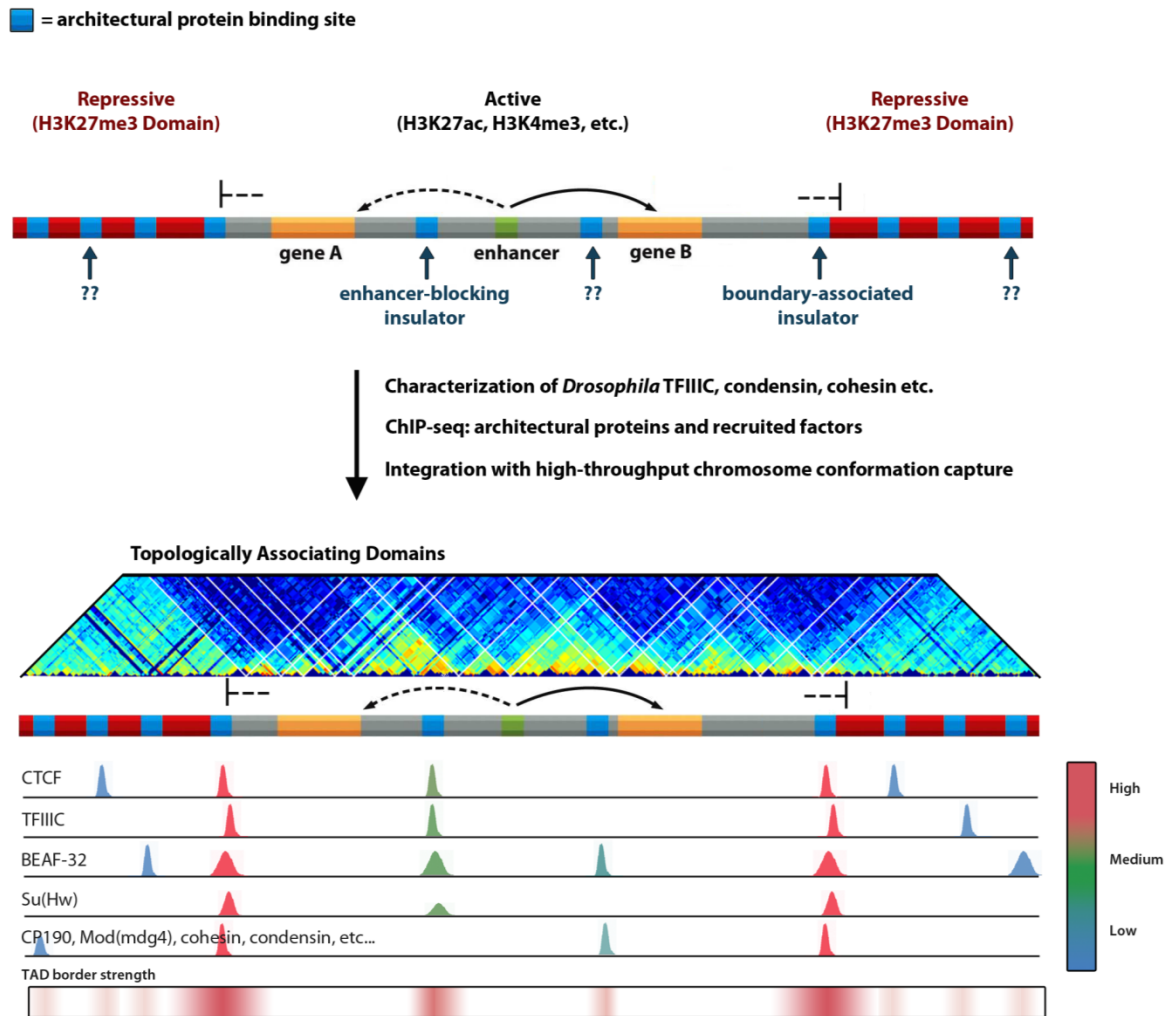 = architectural protein binding site
Repressive
(H3K27me3 Domain)
Active
(H3K27ac, H3K4me3, etc.)
Repressive
(H3K27me3 Domain)
gene A
enhancer
gene B
??
enhancer-blocking
insulator
??
boundary-associated
insulator
??
Characterization of Drosophila TFIIIC, condensin, cohesin etc.
ChIP-seq: architectural proteins and recruited factors
Integration with high-throughput chromosome conformation capture
Topologically Associating Domains
CTCF
TFIIIC
BEAF-32
Su(Hw)
CP190, Mod(mdg4), cohesin, condensin, etc...
TAD border strength
High
Medium
Low